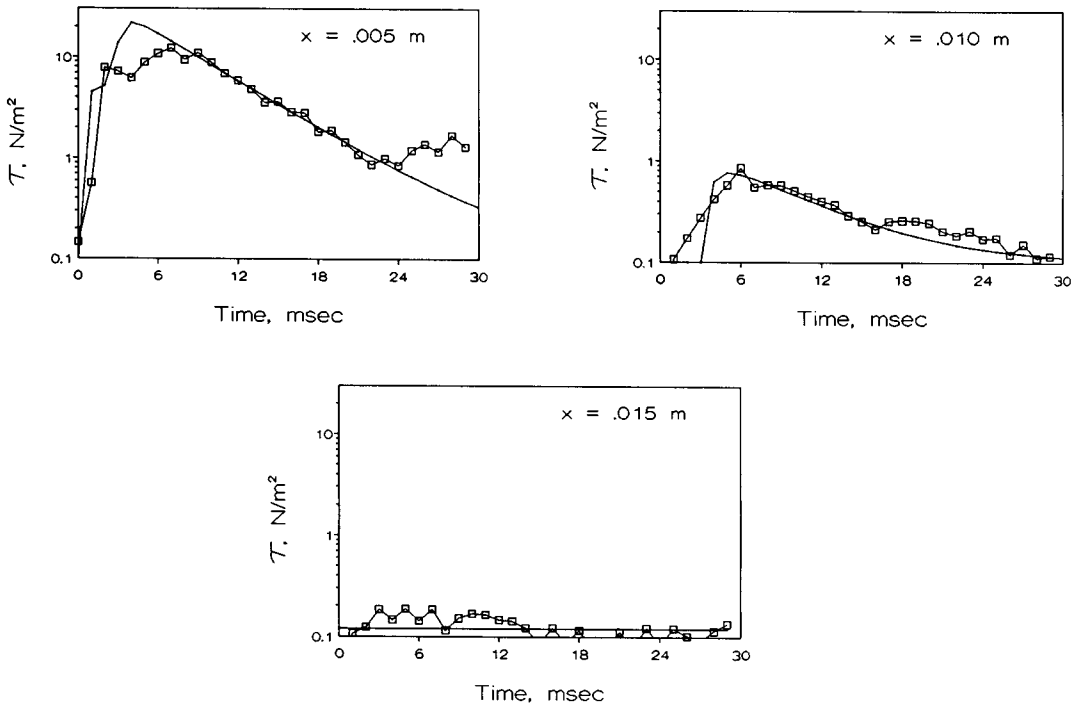 x = .005 m
10
1
0.1
τ, N/m²
0 6 12 18 24 30
Time, msec
x = .010 m
10
1
0.1
τ, N/m²
0 6 12 18 24 30
Time, msec
x = .015 m
10
1
0.1
τ, N/m²
0 6 12 18 24 30
Time, msec